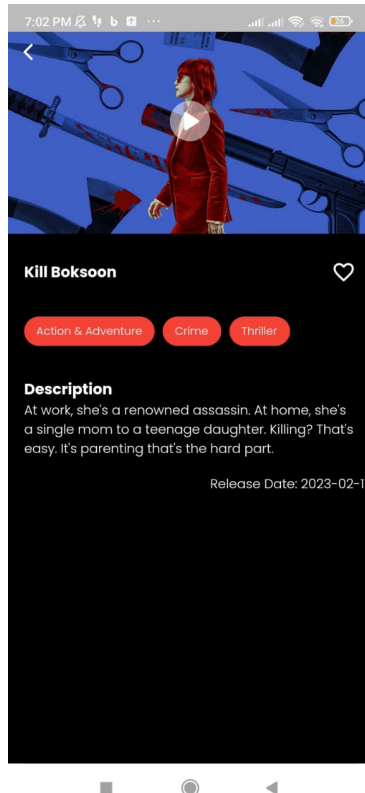 7:02 PM
26
Kill Boksoon
Action & Adventure
Crime
Thriller
Description
At work, she's a renowned assassin. At home, she's
a single mom to a teenage daughter. Killing? That's
easy. It's parenting that's the hard part.
Release Date: 2023-02-1